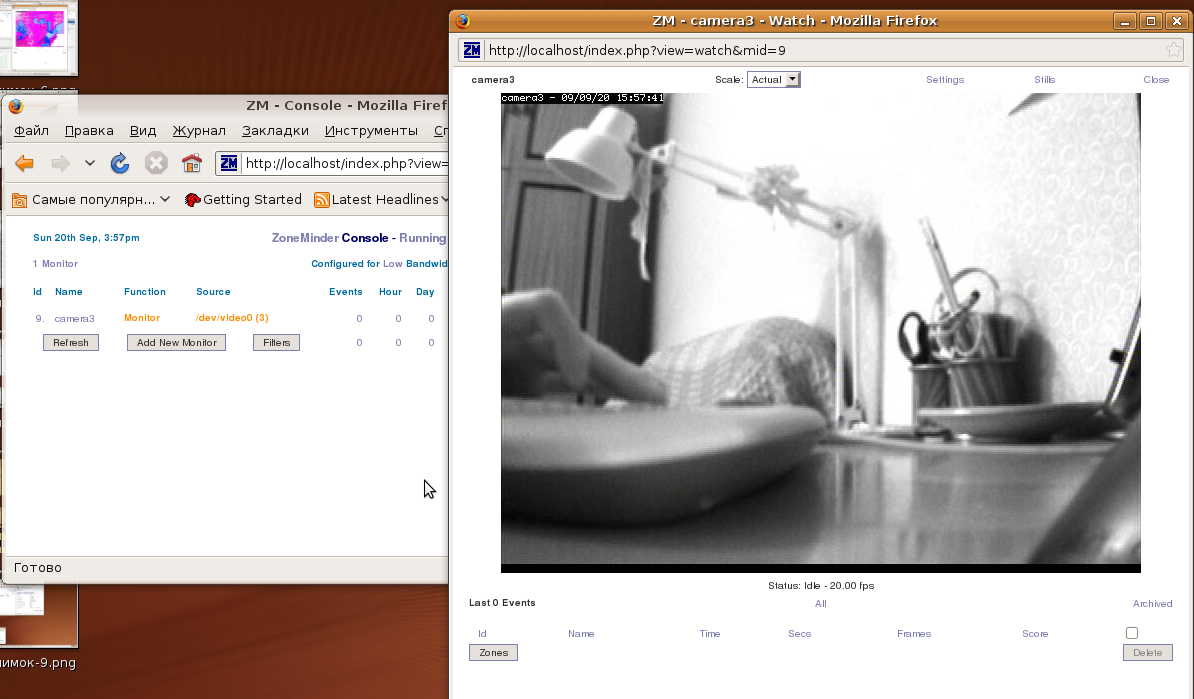 ZM - camera3 - Watch - Mozilla Firefox
ZM http://localhost/index.php?view=watch&mid=9
camera3 Scale: Actual Settings Stills Close
camera3 - 09/09/20 15:57:41
Status: Idle - 20.00 fps
Last 0 Events All Archived
Id Name Time Secs Frames Score
Zones Delete
ZM - Console - Mozilla Firef
Файл Правка Вид Журнал Закладки Инструменты Сп
ZM http://localhost/index.php?view=
Самые популярн... Getting Started Latest Headlines
Sun 20th Sep, 3:57pm ZoneMinder Console - Running
1 Monitor Configured for Low Bandwid
Id Name Function Source Events Hour Day
9. camera3 Monitor /dev/video0 (3) 0 0 0
Refresh Add New Monitor Filters 0 0 0
Готово
имок-9.png